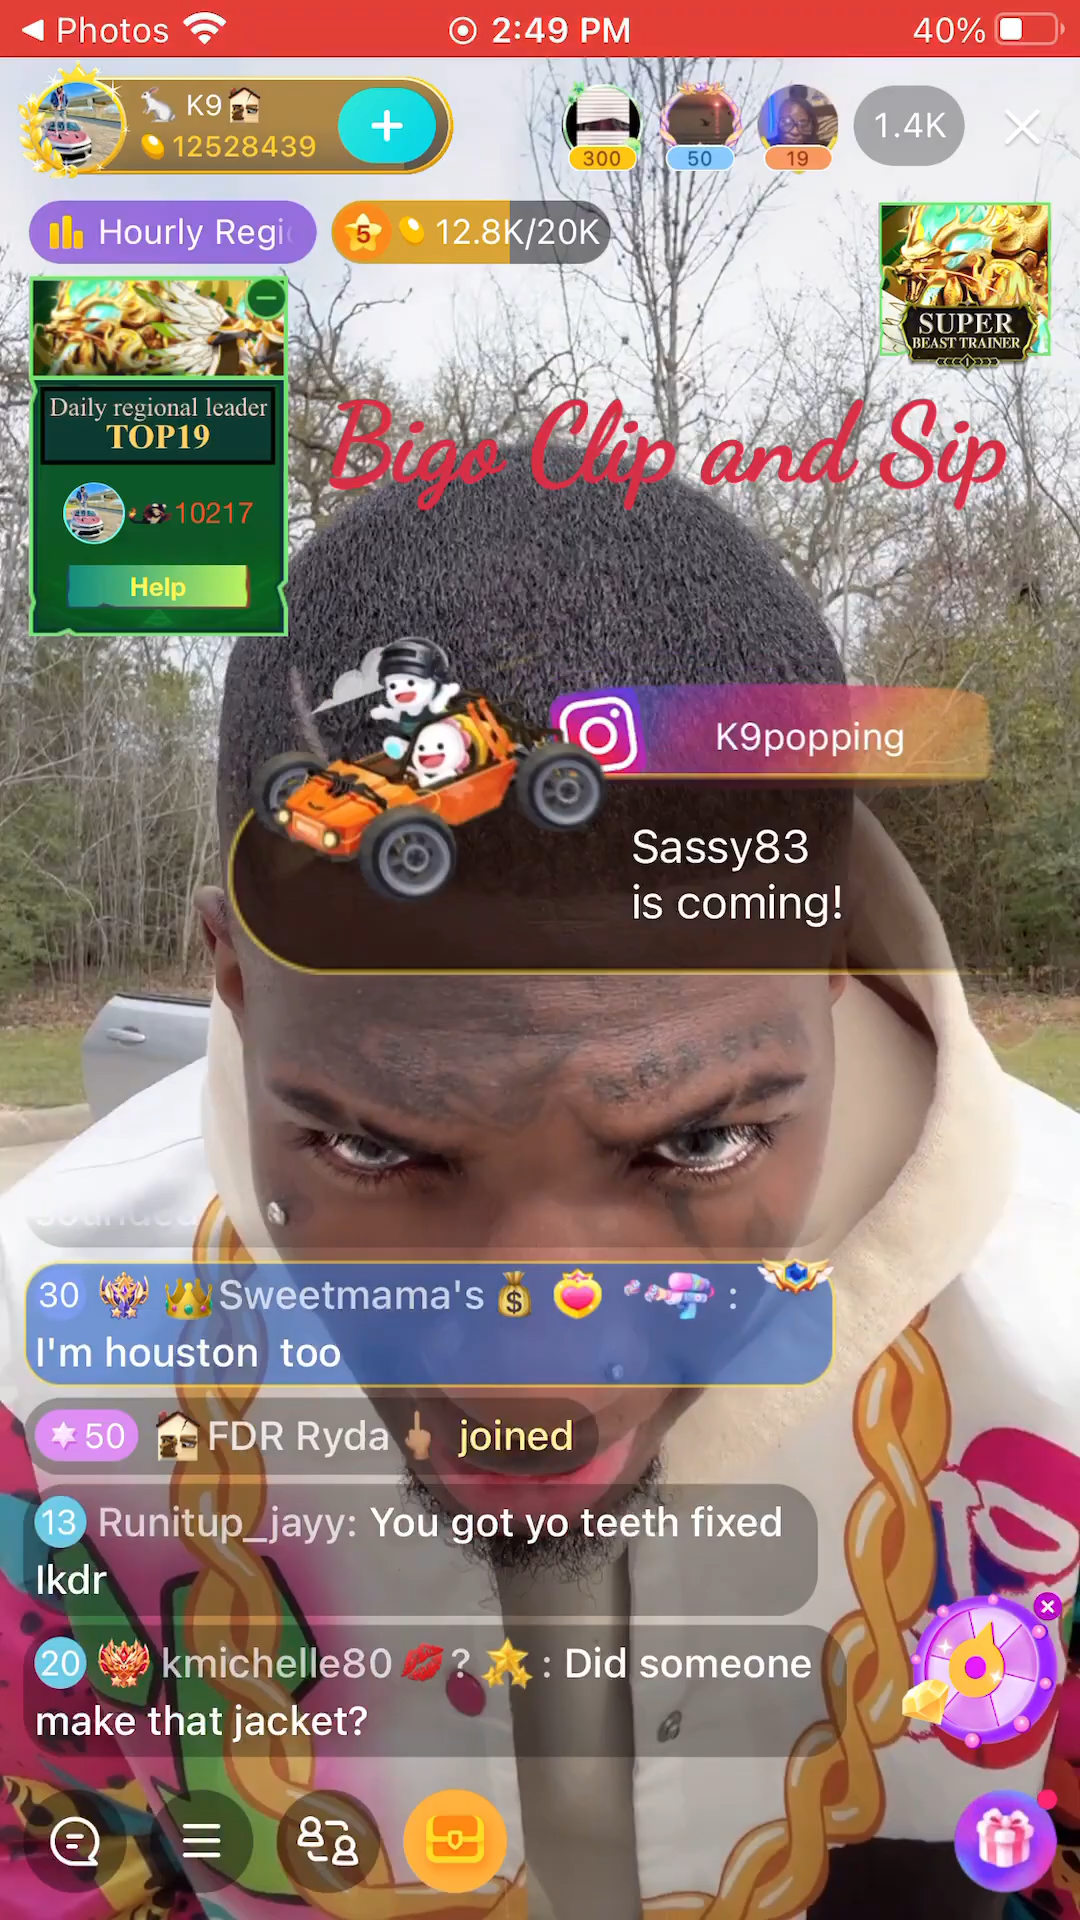 Photos
2:49 PM
40%
K9
12528439
300
50
19
1.4K
Hourly Regi
5
12.8K/20K
SUPER
BEAST TRAINER
Daily regional leader
TOP19
10217
Help
Bigo Clip and Sip
K9popping
Sassy83
is coming!
30 Sweetmama's :
I'm houston too
50 FDR Ryda joined
13 Runitup_jayy: You got yo teeth fixed
Ikdr
20 kmichelle80 ? : Did someone
make that jacket?